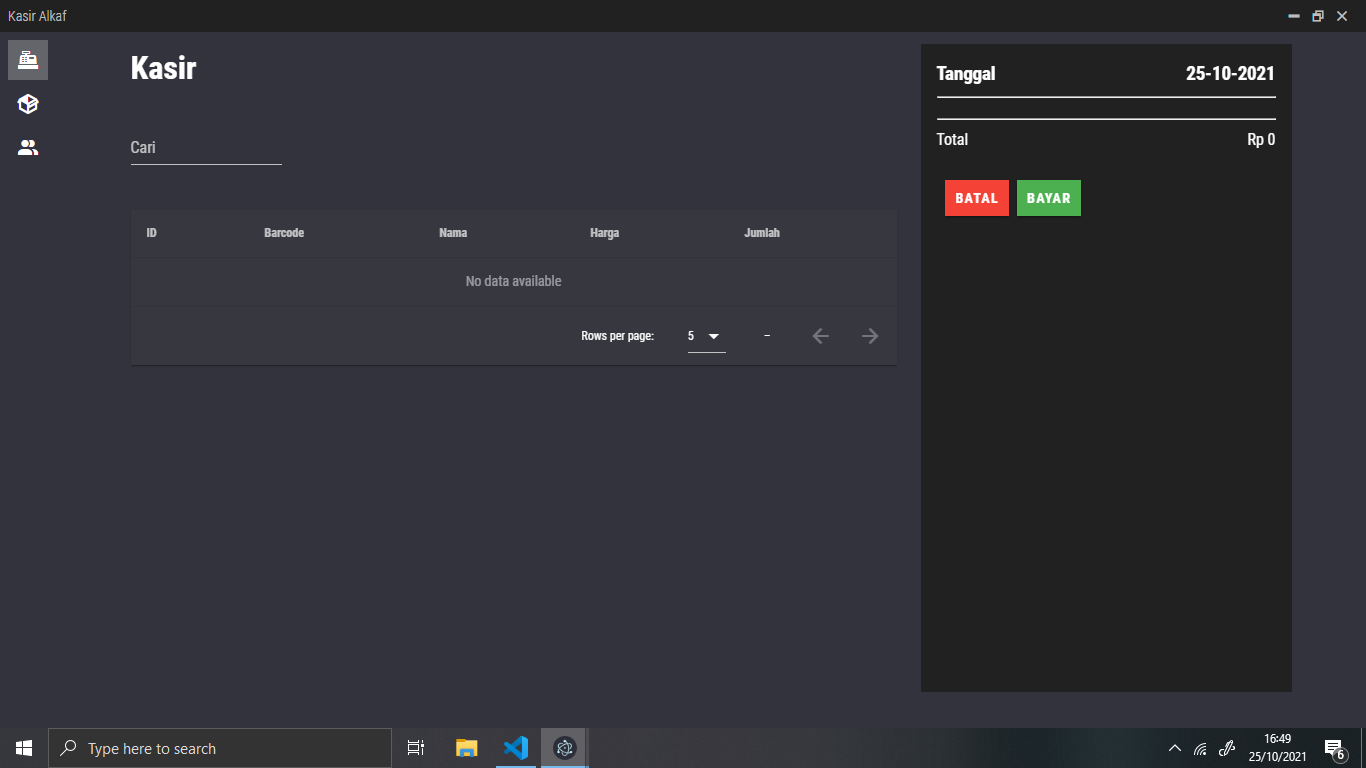 Kasir Alkaf
Kasir
Cari
ID Barcode Nama Harga Jumlah
No data available
Rows per page: 5 –
Tanggal 25-10-2021
Total Rp 0
BATAL BAYAR
Type here to search
16:49
25/10/2021
6